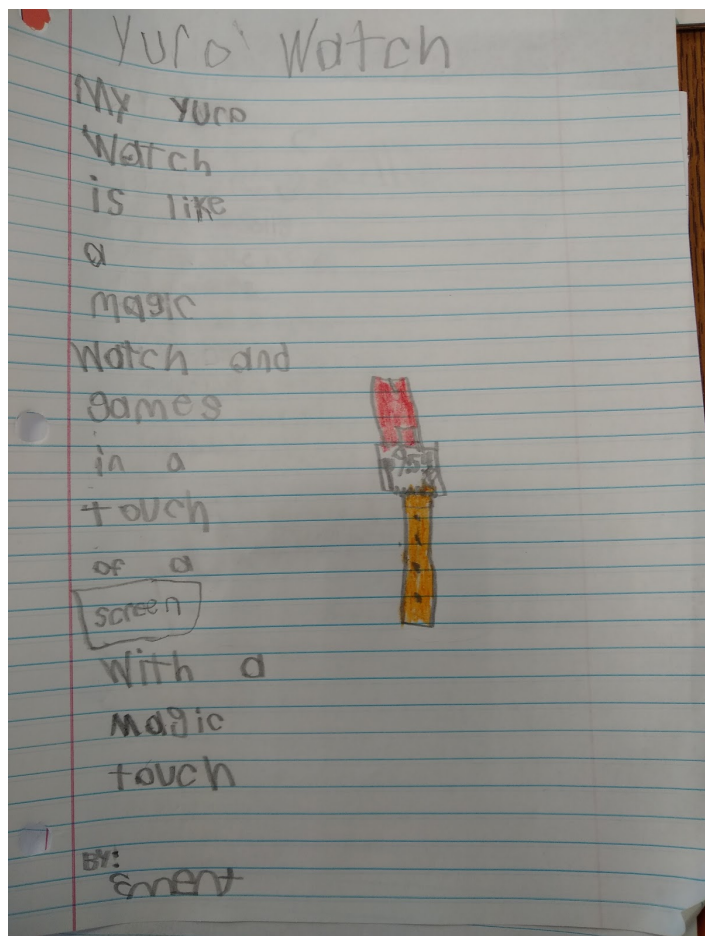 Yuro Watch
My Yuro
Watch
is like
a
magic
Watch and
games
in a
touch
of a
screen
With a
Magic
touch
BY: